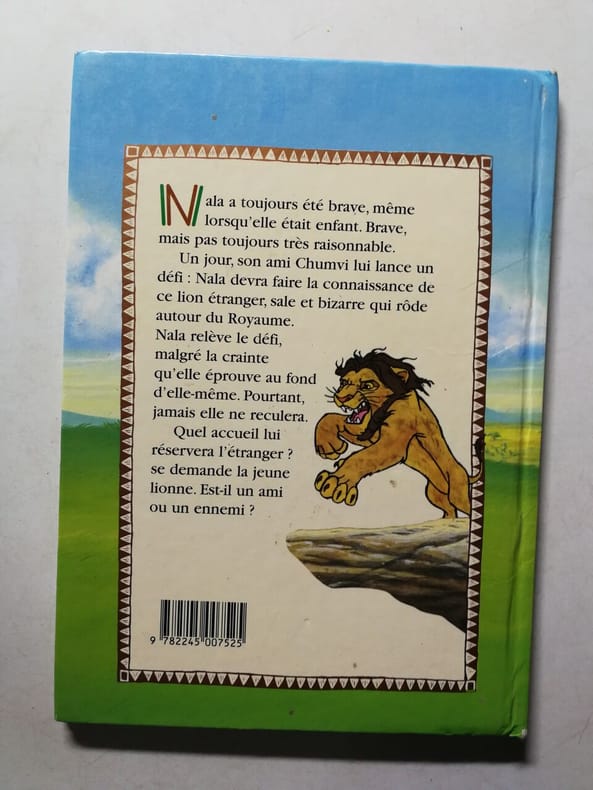 Nala a toujours été brave, même
lorsqu'elle était enfant. Brave,
mais pas toujours très raisonnable.
Un jour, son ami Chumvi lui lance un
défi : Nala devra faire la connaissance de
ce lion étranger, sale et bizarre qui rôde
autour du Royaume.
Nala relève le défi,
malgré la crainte
qu'elle éprouve au fond
d'elle-même. Pourtant,
jamais elle ne reculera.
Quel accueil lui
réservera l'étranger ?
se demande la jeune
lionne. Est-il un ami
ou un ennemi ?
9 782245 007525